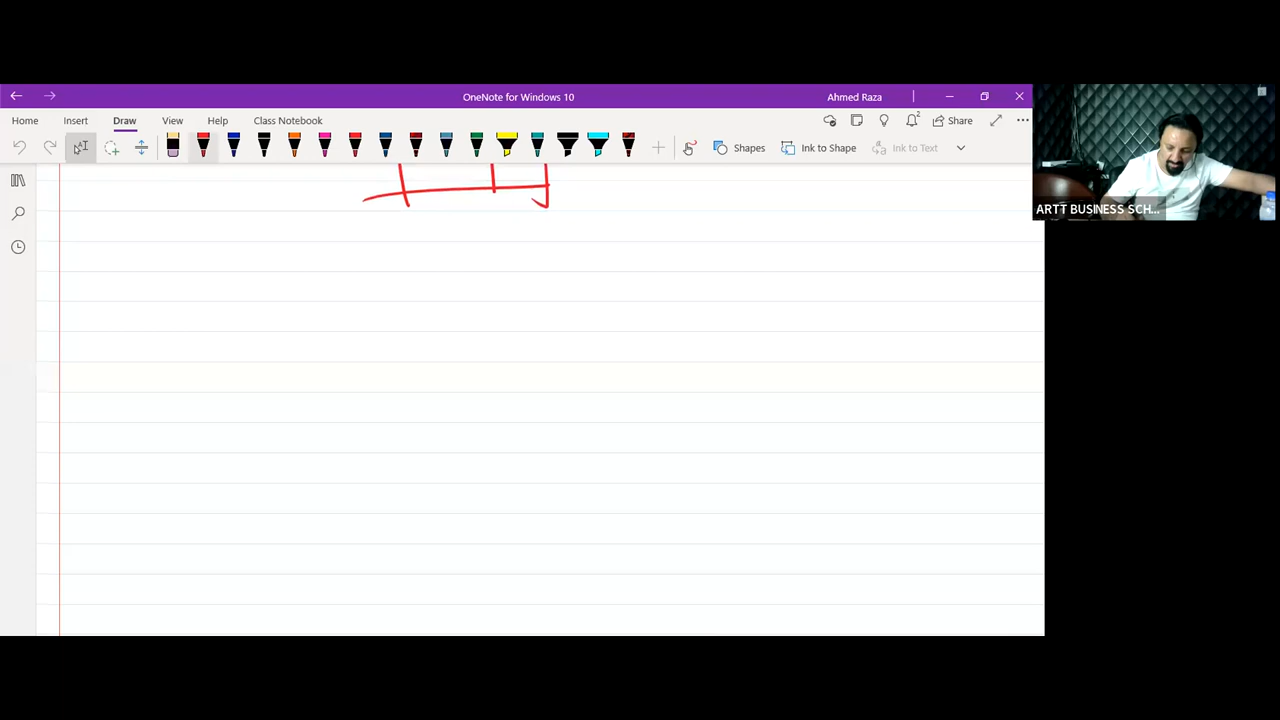 OneNote for Windows 10
Ahmed Raza
Home Insert Draw View Help Class Notebook
2
Share
Shapes
Ink to Shape
Ink to Text
ARTT BUSINESS SCH...